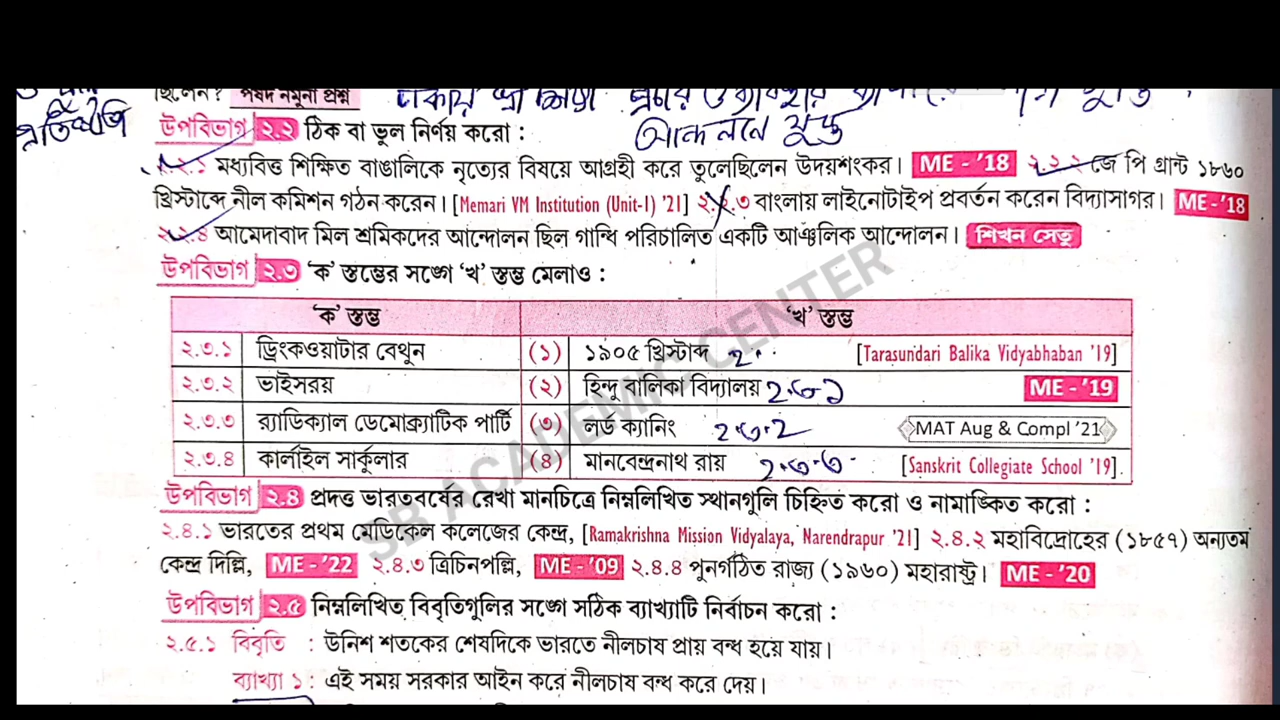 ছিলেন? পর্ষদ নমুনা প্রশ্ন
উপবিভাগ ২.২ ঠিক বা ভুল নির্ণয় করো :
২.২.১ মধ্যবিত্ত শিক্ষিত বাঙালিকে নৃত্যের বিষয়ে আগ্রহী করে তুলেছিলেন উদয়শংকর। ME - '18 ২.২.২ জে পি গ্রান্ট ১৮৬০
খ্রিস্টাব্দে নীল কমিশন গঠন করেন। [Memari VM Institution (Unit-I) '21] ২.২.৩ বাংলায় লাইনোটাইপ প্রবর্তন করেন বিদ্যাসাগর। ME - '18
২.২.৪ আমেদাবাদ মিল শ্রমিকদের আন্দোলন ছিল গান্ধি পরিচালিত একটি আঞ্চলিক আন্দোলন। শিখন সেতু
উপবিভাগ ২.৩ 'ক' স্তম্ভের সঙ্গে 'খ' স্তম্ভ মেলাও :
'ক' স্তম্ভ 'খ' স্তম্ভ
২.৩.১ ড্রিংকওয়াটার বেথুন (১) ১৯০৫ খ্রিস্টাব্দ [Tarasundari Balika Vidyabhaban '19]
২.৩.২ ভাইসরয় (২) হিন্দু বালিকা বিদ্যালয় ২.৩১ ME - '19
২.৩.৩ র‍্যাডিক্যাল ডেমোক্র্যাটিক পার্টি (৩) লর্ড ক্যানিং ২.৩.২ MAT Aug & Compl '21
২.৩.৪ কার্লাইল সার্কুলার (৪) মানবেন্দ্রনাথ রায় ২.৩.৩ [Sanskrit Collegiate School '19].
SB ACADEMIC CENTER
উপবিভাগ ২.৪ প্রদত্ত ভারতবর্ষের রেখা মানচিত্রে নিম্নলিখিত স্থানগুলি চিহ্নিত করো ও নামাঙ্কিত করো :
২.৪.১ ভারতের প্রথম মেডিকেল কলেজের কেন্দ্র, [Ramakrishna Mission Vidyalaya, Narendrapur '21] ২.৪.২ মহাবিদ্রোহের (১৮৫৭) অন্যতম
কেন্দ্র দিল্লি, ME - '22 ২.৪.৩ ত্রিচিনপল্লি, ME - '09 ২.৪.৪ পুনর্গঠিত রাজ্য (১৯৬০) মহারাষ্ট্র। ME - '20
উপবিভাগ ২.৫ নিম্নলিখিত বিবৃতিগুলির সঙ্গে সঠিক ব্যাখ্যাটি নির্বাচন করো :
২.৫.১ বিবৃতি : উনিশ শতকের শেষদিকে ভারতে নীলচাষ প্রায় বন্ধ হয়ে যায়।
ব্যাখ্যা ১ : এই সময় সরকার আইন করে নীলচাষ বন্ধ করে দেয়।